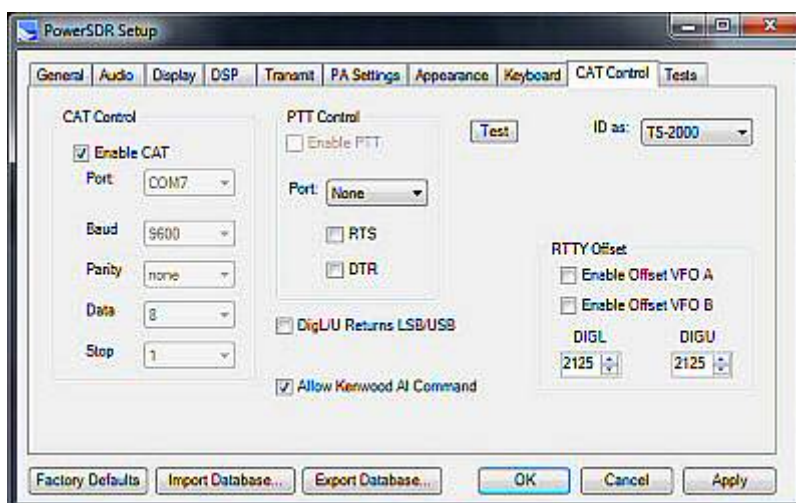 PowerSDR Setup
General Audio Display DSP Transmit PA Settings Appearance Keyboard CAT Control Tests
CAT Control
Enable CAT
Port COM7
Baud 9600
Parity none
Data 8
Stop 1
PTT Control
Enable PTT
Port: None
RTS
DTR
DigL/U Returns LSB/USB
Allow Kenwood AI Command
Test
ID as: TS-2000
RTTY Offset
Enable Offset VFO A
Enable Offset VFO B
DIGL DIGU
2125 2125
Factory Defaults Import Database... Export Database... OK Cancel Apply